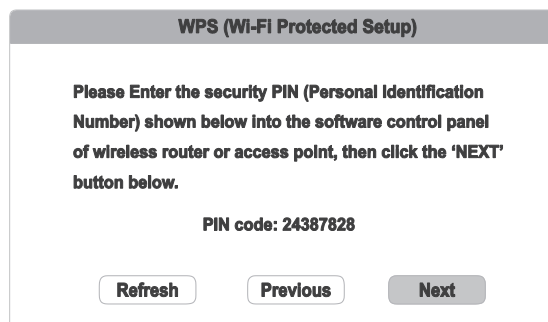 WPS (Wi-Fi Protected Setup)
Please Enter the security PIN (Personal Identification
Number) shown below into the software control panel
of wireless router or access point, then click the ‘NEXT’
button below.
PIN code: 24387828
Refresh Previous Next